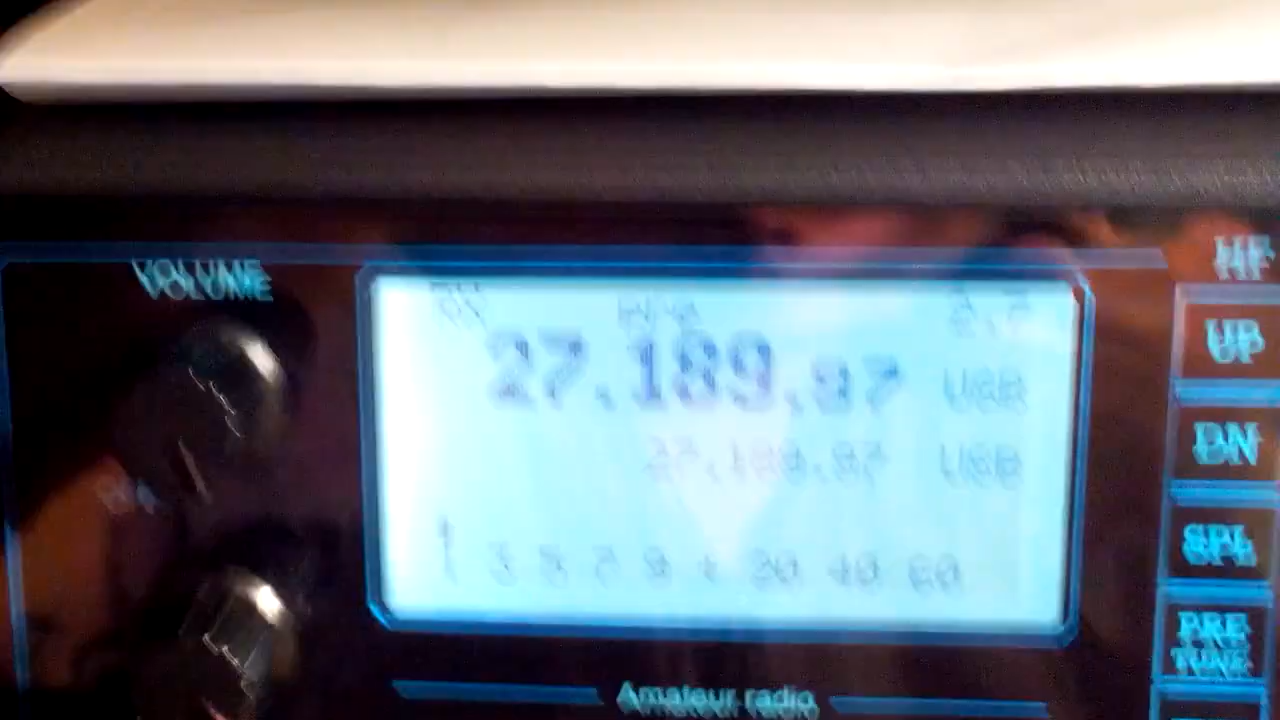 VOLUME
HF
UP
27.189.97 USB
DN
USB
SPL
1 3 5 7 9 + 20 40 60
PRE
TUNE
Amateur radio